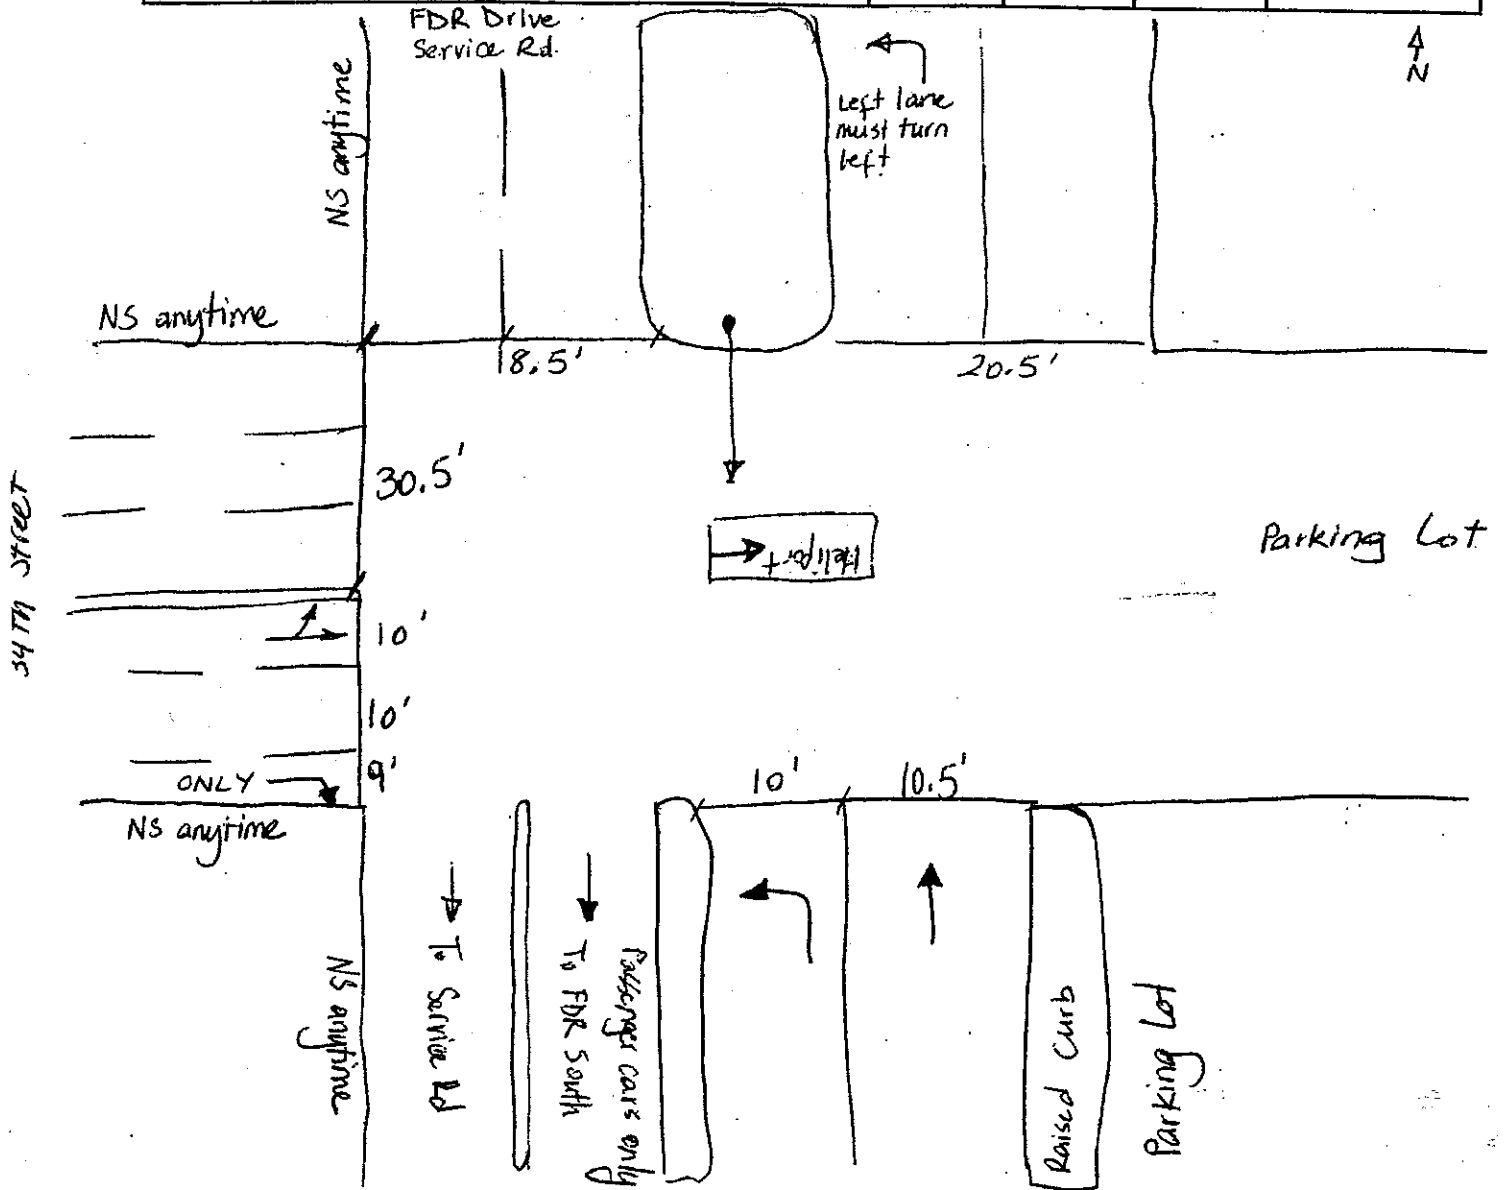 FDR Drive
Service Rd.
N
NS anytime
Left lane
must turn
left
NS anytime
18.5'
20.5'
30.5'
34TH Street
Heliport
Parking Lot
10'
10'
9'
ONLY
10'
10.5'
NS anytime
NS anytime
To Service Rd
To FDR South
Passenger cars only
Raised Curb
Parking Lot